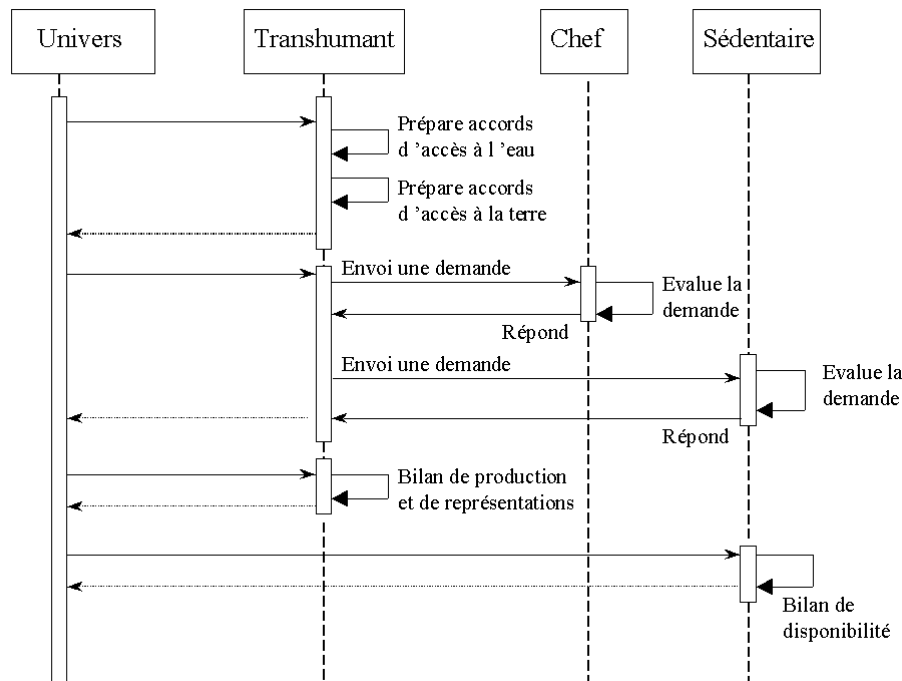 Univers
Transhumant
Chef
Sédentaire
Prépare accords
d ’accès à l ’eau
Prépare accords
d ’accès à la terre
Envoi une demande
Evalue la
demande
Répond
Envoi une demande
Evalue la
demande
Répond
Bilan de production
et de représentations
Bilan de
disponibilité